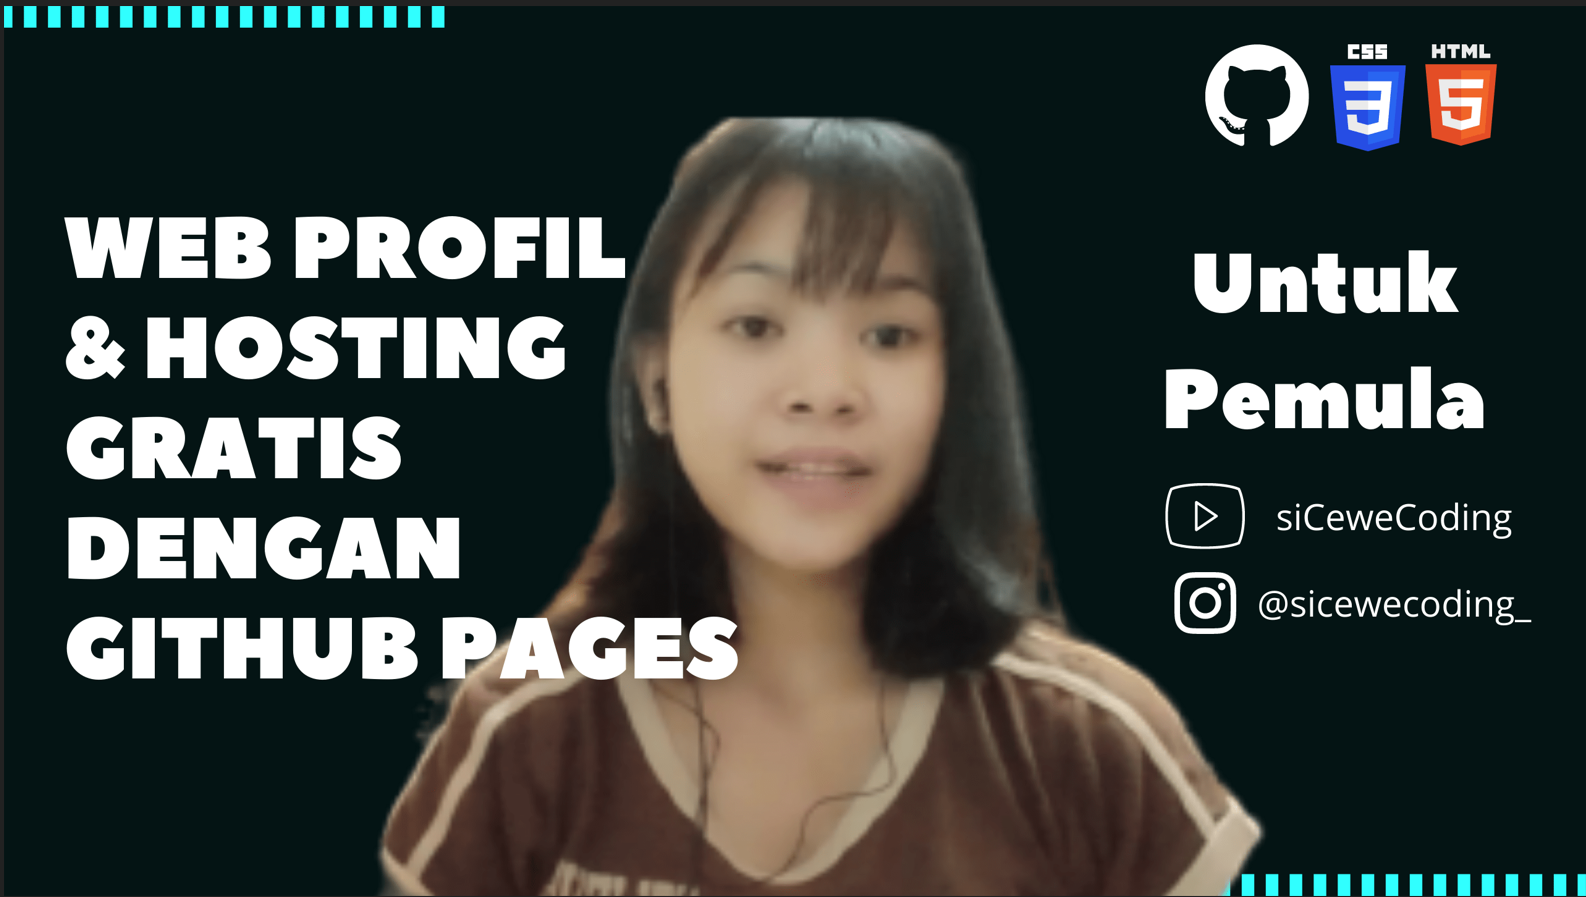 CSS
HTML
WEB PROFIL
& HOSTING
GRATIS
DENGAN
GITHUB PAGES
Untuk
Pemula
siCeweCoding
@sicewecoding_